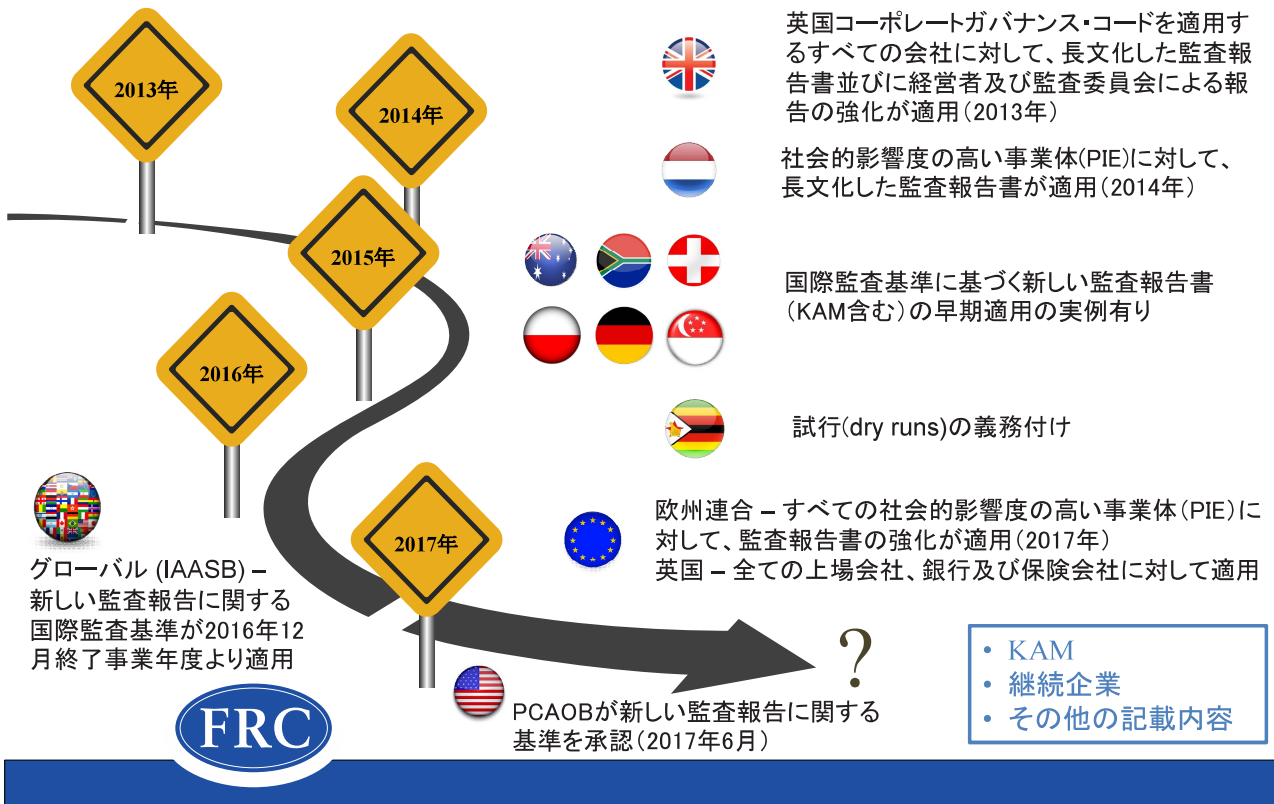 2013年
2014年
2015年
2016年
2017年
英国コーポレートガバナンス・コードを適用す
るすべての会社に対して、長文化した監査報
告書並びに経営者及び監査委員会による報
告の強化が適用(2013年)
社会的影響度の高い事業体(PIE)に対して、
長文化した監査報告書が適用(2014年)
国際監査基準に基づく新しい監査報告書
(KAM含む)の早期適用の実例有り
試行(dry runs)の義務付け
欧州連合 – すべての社会的影響度の高い事業体(PIE)に
対して、監査報告書の強化が適用(2017年)
英国 – 全ての上場会社、銀行及び保険会社に対して適用
グローバル (IAASB) –
新しい監査報告に関する
国際監査基準が2016年12
月終了事業年度より適用
?
PCAOBが新しい監査報告に関する
基準を承認(2017年6月)
• KAM
• 継続企業
• その他の記載内容
FRC